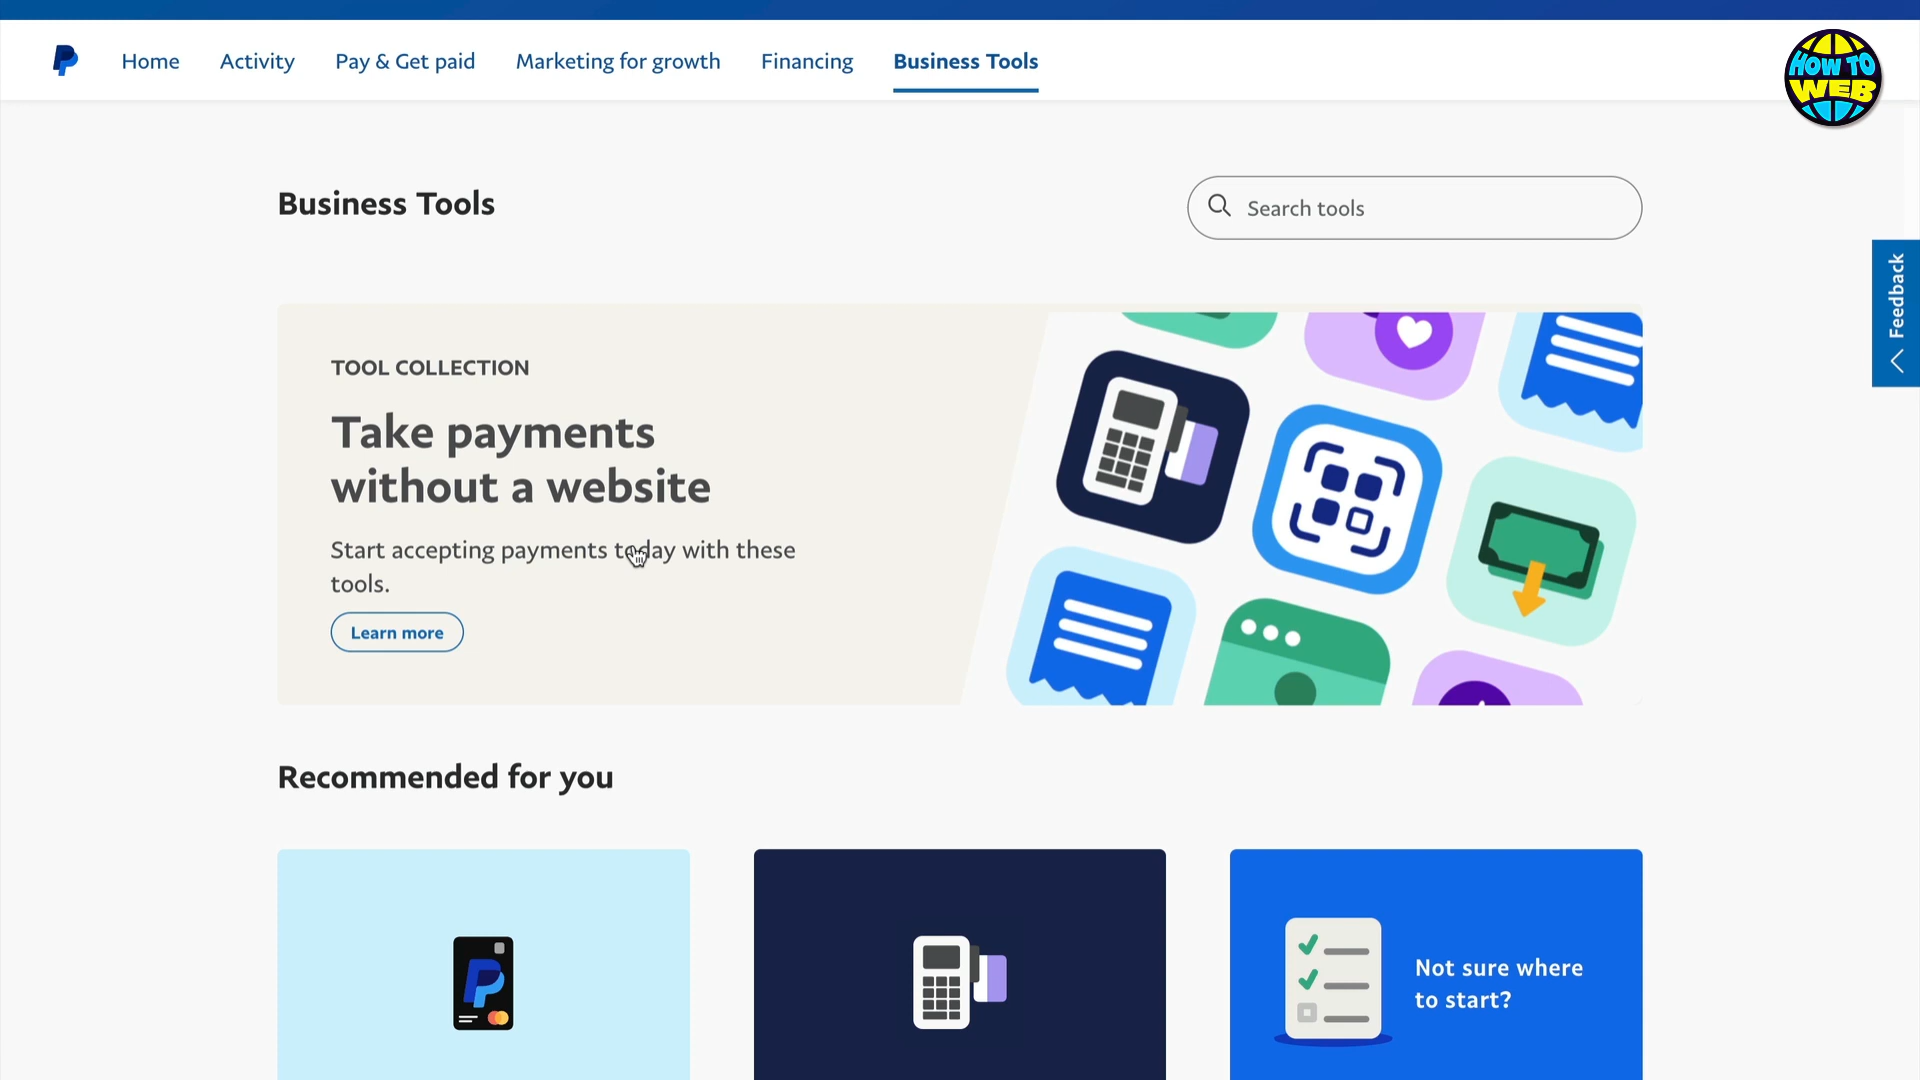 Home
Activity
Pay & Get paid
Marketing for growth
Financing
Business Tools
HOW TO
WEB
Business Tools
Search tools
Feedback
TOOL COLLECTION
Take payments
without a website
Start accepting payments today with these
tools.
Learn more
Recommended for you
Not sure where
to start?